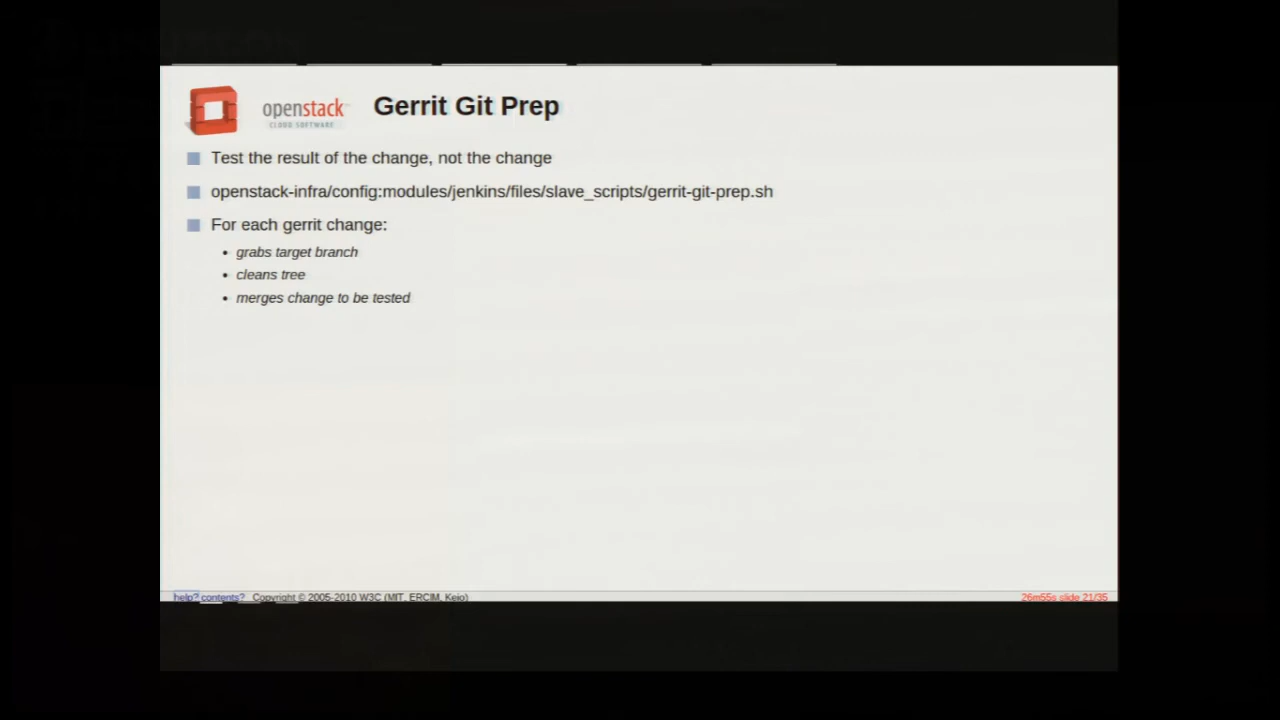 openstack
CLOUD SOFTWARE
Gerrit Git Prep
Test the result of the change, not the change
openstack-infra/config:modules/jenkins/files/slave_scripts/gerrit-git-prep.sh
For each gerrit change:
• grabs target branch
• cleans tree
• merges change to be tested
help? contents? Copyright © 2005-2010 W3C (MIT, ERCIM, Keio)
26m55s slide 21/35